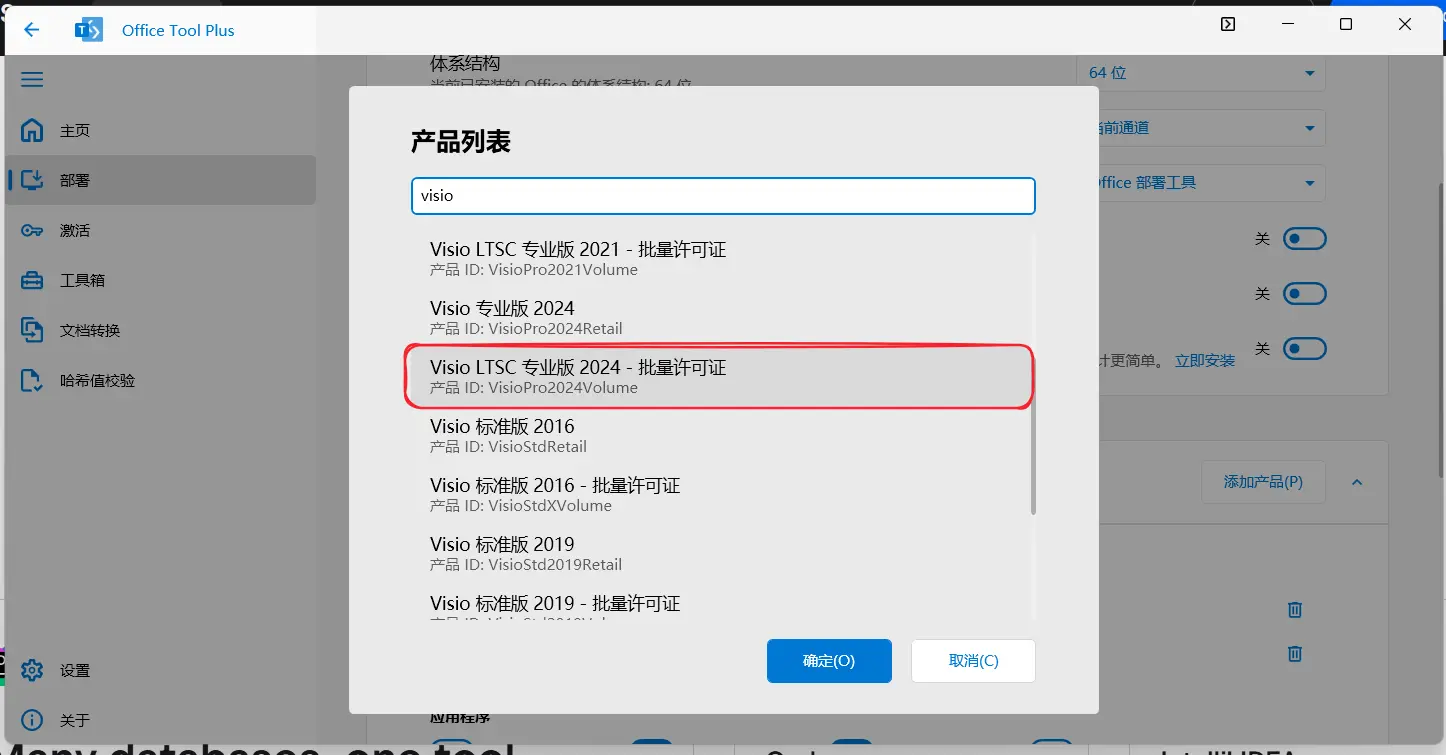 Office Tool Plus
主页
部署
激活
工具箱
文档转换
哈希值校验
设置
关于
体系结构
当前已安装的 Office 的体系结构: 64 位
64 位
当前通道
Office 部署工具
关
关
计更简单。 立即安装
关
添加产品(P)
产品列表
visio
Visio LTSC 专业版 2021 - 批量许可证
产品 ID: VisioPro2021Volume
Visio 专业版 2024
产品 ID: VisioPro2024Retail
Visio LTSC 专业版 2024 - 批量许可证
产品 ID: VisioPro2024Volume
Visio 标准版 2016
产品 ID: VisioStdRetail
Visio 标准版 2016 - 批量许可证
产品 ID: VisioStdXVolume
Visio 标准版 2019
产品 ID: VisioStd2019Retail
Visio 标准版 2019 - 批量许可证
确定(O)
取消(C)
应用程序
Many databases, one tool